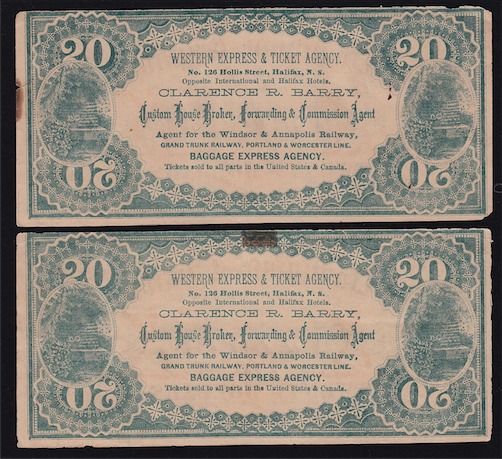 20 20
WESTERN EXPRESS & TICKET AGENCY.
No. 126 Hollis Street, Halifax, N. S.
Opposite International and Halifax Hotels.
CLARENCE R. BARRY,
Custom House Broker, Forwarding & Commission Agent
Agent for the Windsor & Annapolis Railway,
GRAND TRUNK RAILWAY, PORTLAND & WORCESTER LINE.
BAGGAGE EXPRESS AGENCY.
Tickets sold to all parts in the United States & Canada.
20 20
20 20
WESTERN EXPRESS & TICKET AGENCY.
No. 126 Hollis Street, Halifax, N. S.
Opposite International and Halifax Hotels.
CLARENCE R. BARRY,
Custom House Broker, Forwarding & Commission Agent
Agent for the Windsor & Annapolis Railway,
GRAND TRUNK RAILWAY, PORTLAND & WORCESTER LINE.
BAGGAGE EXPRESS AGENCY.
Tickets sold to all parts in the United States & Canada.
20 20